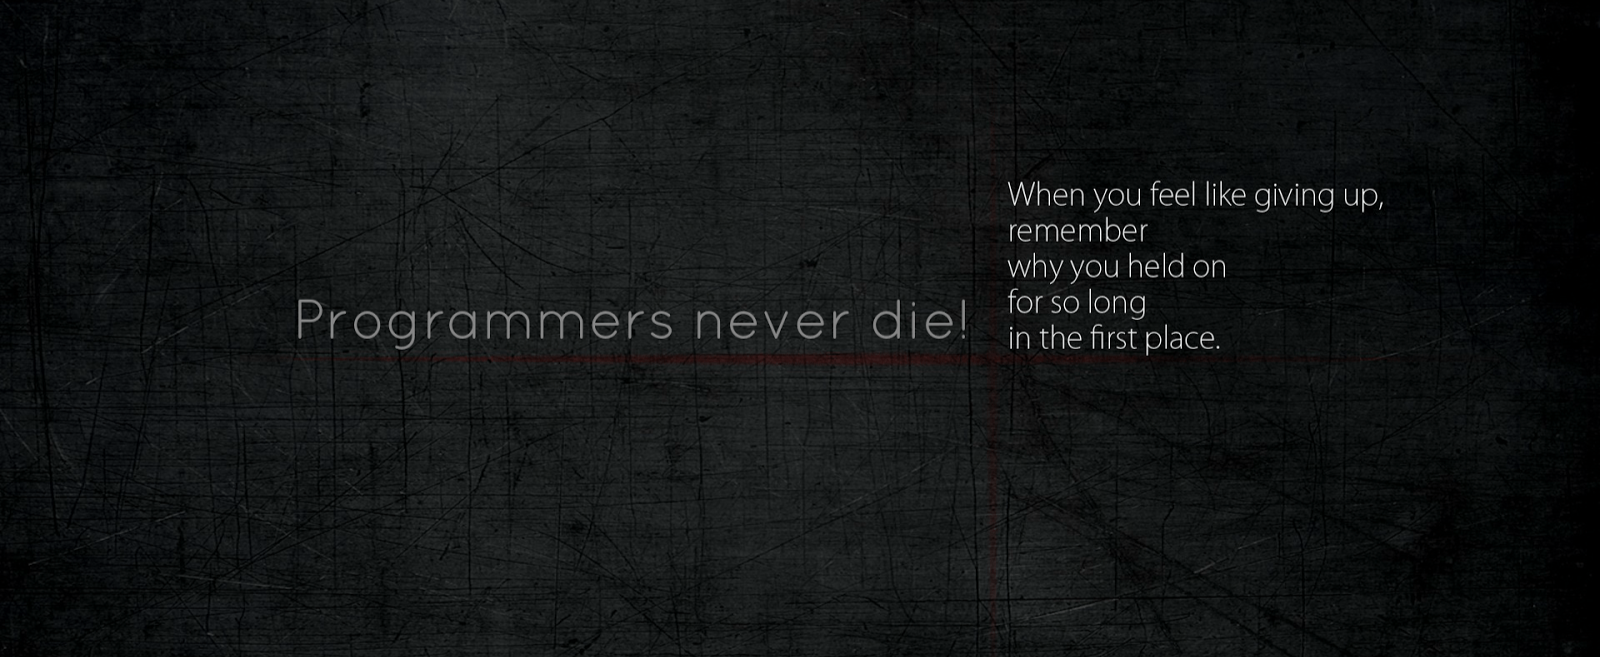 Programmers never die!
When you feel like giving up,
remember
why you held on
for so long
in the first place.